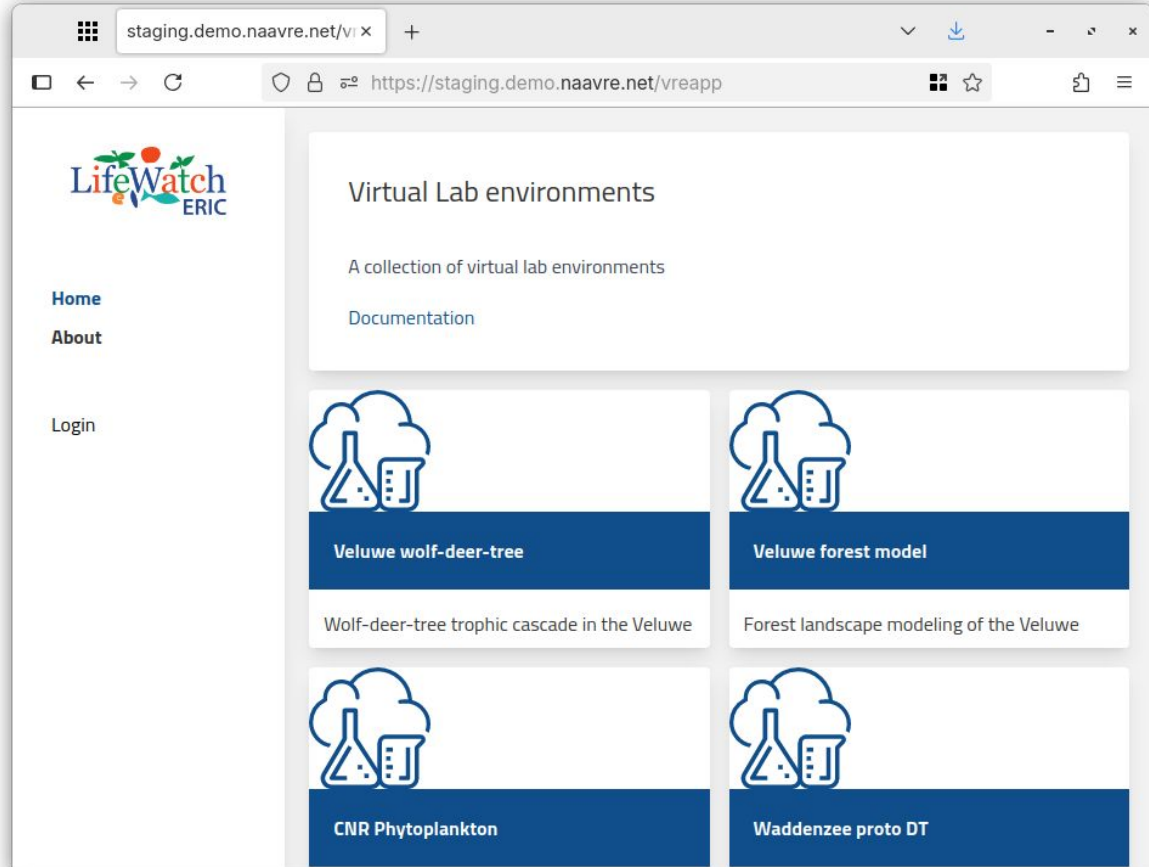 staging.demo.naavre.net/vr
https://staging.demo.naavre.net/vreapp
LifeWatch
ERIC
Home
About
Login
Virtual Lab environments
A collection of virtual lab environments
Documentation
Veluwe wolf-deer-tree
Wolf-deer-tree trophic cascade in the Veluwe
Veluwe forest model
Forest landscape modeling of the Veluwe
CNR Phytoplankton
Waddenzee proto DT